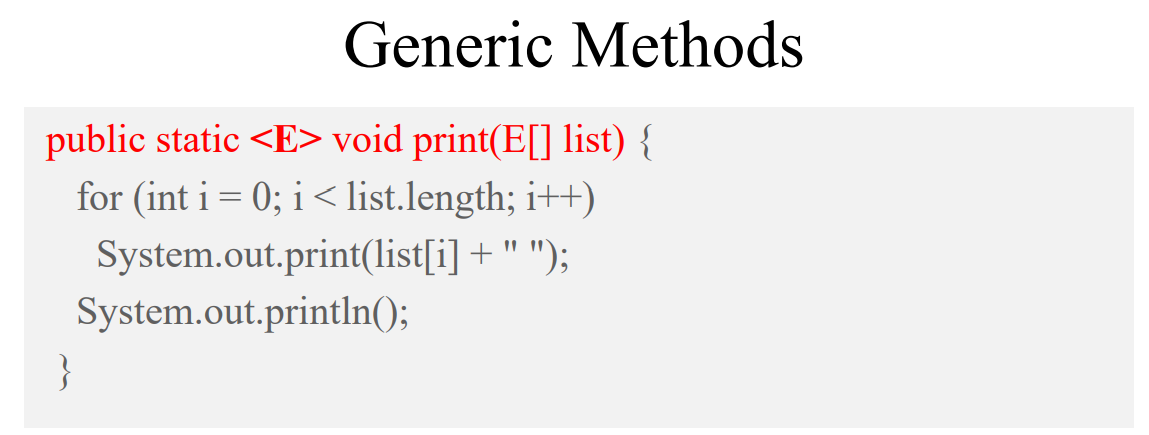 Generic Methods
public static <E> void print(E[] list) {
for (int i = 0; i < list.length; i++)
System.out.print(list[i] + " ");
System.out.println();
}